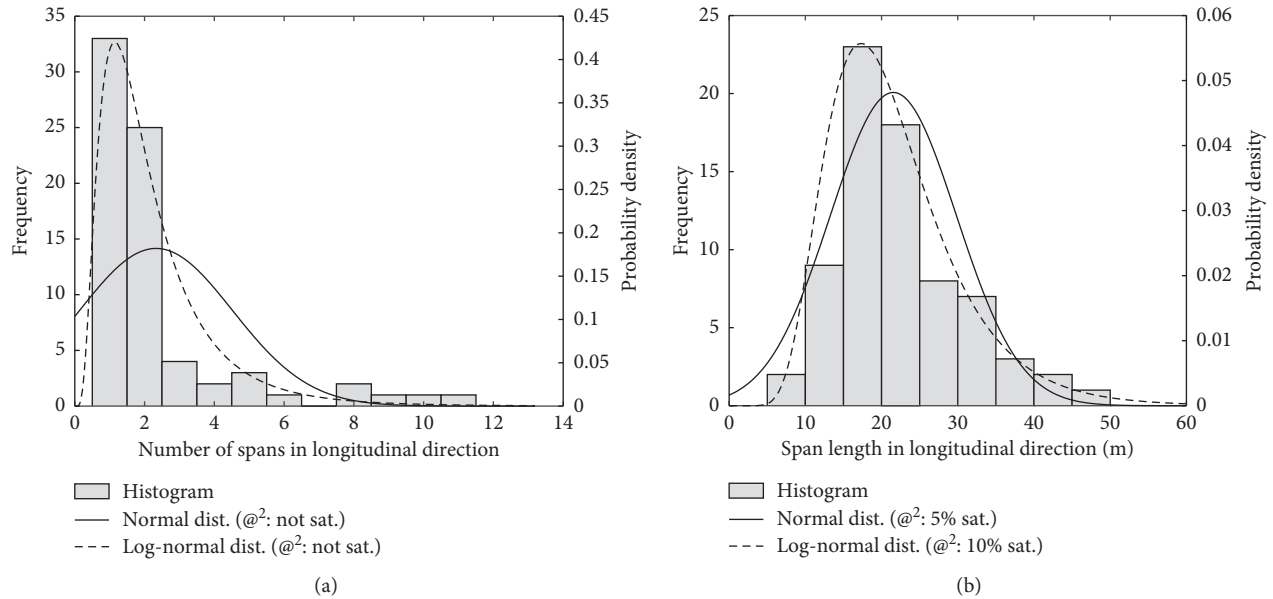 35
30
25
20
15
10
5
0
Frequency
0.45
0.4
0.35
0.3
0.25
0.2
0.15
0.1
0.05
0
Probability density
0 2 4 6 8 10 12 14
Number of spans in longitudinal direction
Histogram
Normal dist. (@²: not sat.)
Log-normal dist. (@²: not sat.)
(a)
25
20
15
10
5
0
Frequency
0.06
0.05
0.04
0.03
0.02
0.01
0
Probability density
0 10 20 30 40 50 60
Span length in longitudinal direction (m)
Histogram
Normal dist. (@²: 5% sat.)
Log-normal dist. (@²: 10% sat.)
(b)